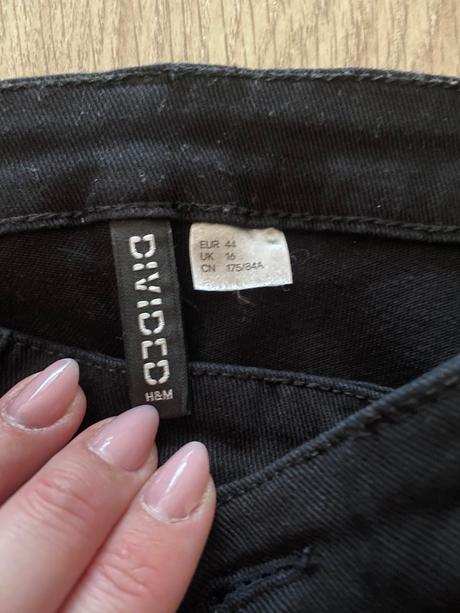 DIVIDED
H&M
EUR 44
UK 16
CN 175/84A